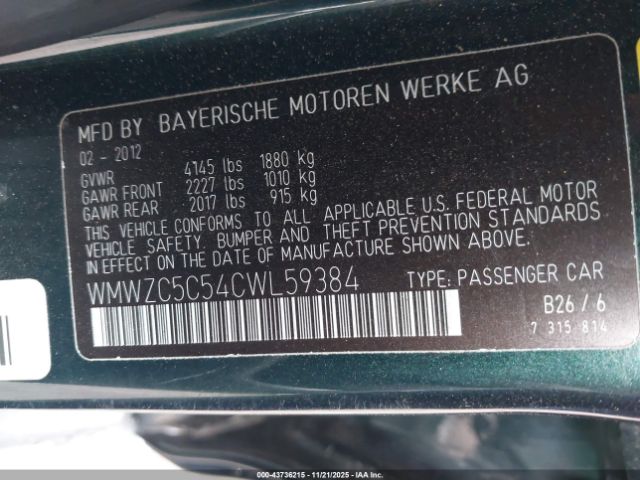 MFD BY BAYERISCHE MOTOREN WERKE AG
02 - 2012
GVWR 4145 lbs 1880 kg
GAWR FRONT 2227 lbs 1010 kg
GAWR REAR 2017 lbs 915 kg
THIS VEHICLE CONFORMS TO ALL APPLICABLE U.S. FEDERAL MOTOR
VEHICLE SAFETY, BUMPER AND THEFT PREVENTION STANDARDS
IN EFFECT ON THE DATE OF MANUFACTURE SHOWN ABOVE.
WMWZC5C54CWL59384 TYPE: PASSENGER CAR
B26 / 6
7 315 814
000-43736215 - 11/21/2025 - IAA Inc.